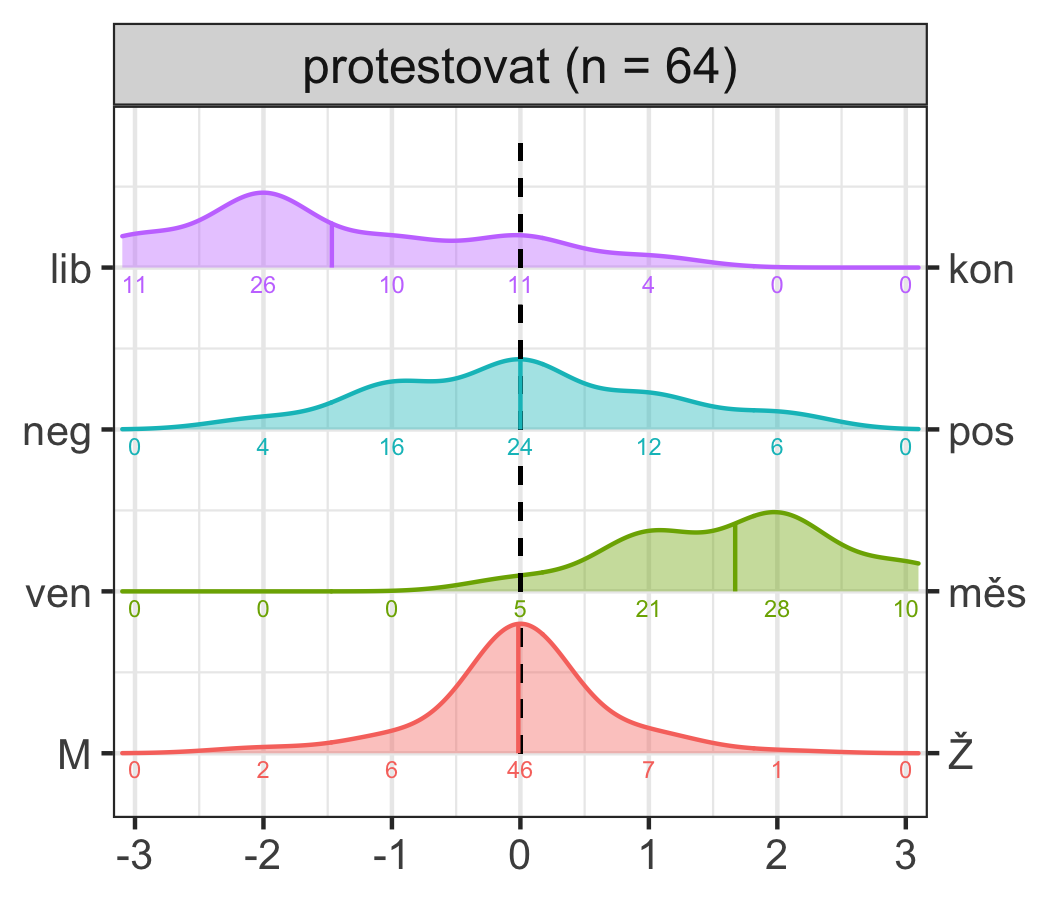 protestovat (n = 64)
lib kon
11 26 10 11 4 0 0
neg pos
0 4 16 24 12 6 0
ven měs
0 0 0 5 21 28 10
M Ž
0 2 6 46 7 1 0
-3 -2 -1 0 1 2 3